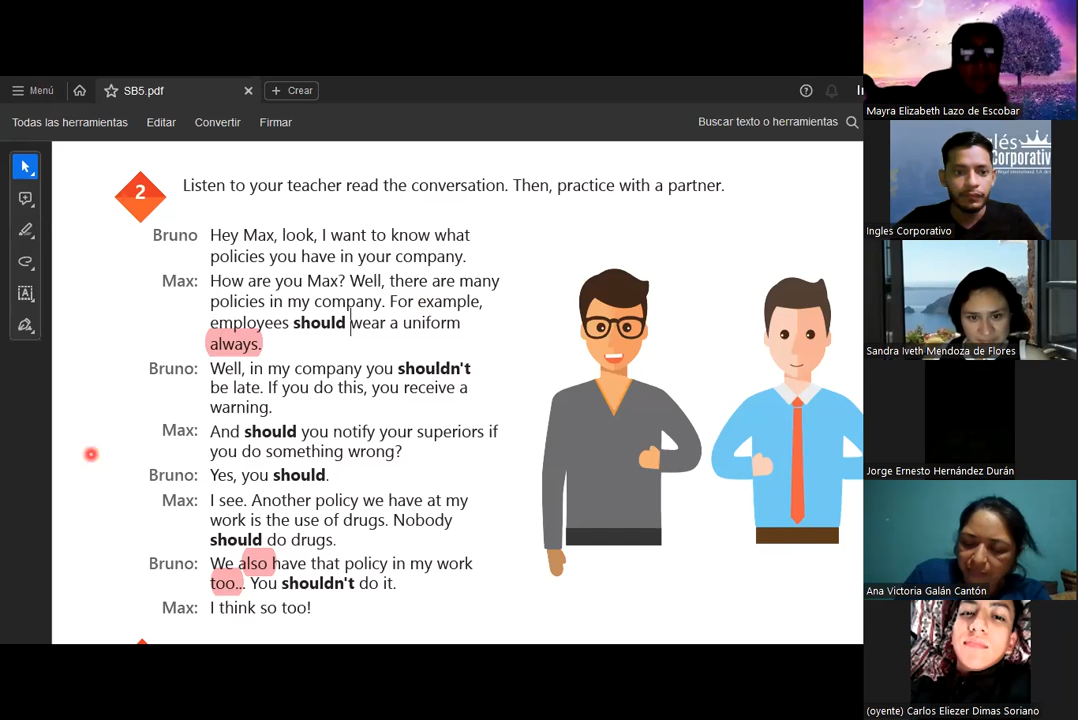 Menú
SB5.pdf
Crear
Todas las herramientas
Editar
Convertir
Firmar
Buscar texto o herramientas
2
Listen to your teacher read the conversation. Then, practice with a partner.
Bruno Hey Max, look, I want to know what
policies you have in your company.
Max: How are you Max? Well, there are many
policies in my company. For example,
employees should wear a uniform
always.
Bruno: Well, in my company you shouldn't
be late. If you do this, you receive a
warning.
Max: And should you notify your superiors if
you do something wrong?
Bruno: Yes, you should.
Max: I see. Another policy we have at my
work is the use of drugs. Nobody
should do drugs.
Bruno: We also have that policy in my work
too... You shouldn't do it.
Max: I think so too!
Mayra Elizabeth Lazo de Escobar
Ingles Corporativo
Sandra Iveth Mendoza de Flores
Jorge Ernesto Hernández Durán
Ana Victoria Galán Cantón
(oyente) Carlos Eliezer Dimas Soriano